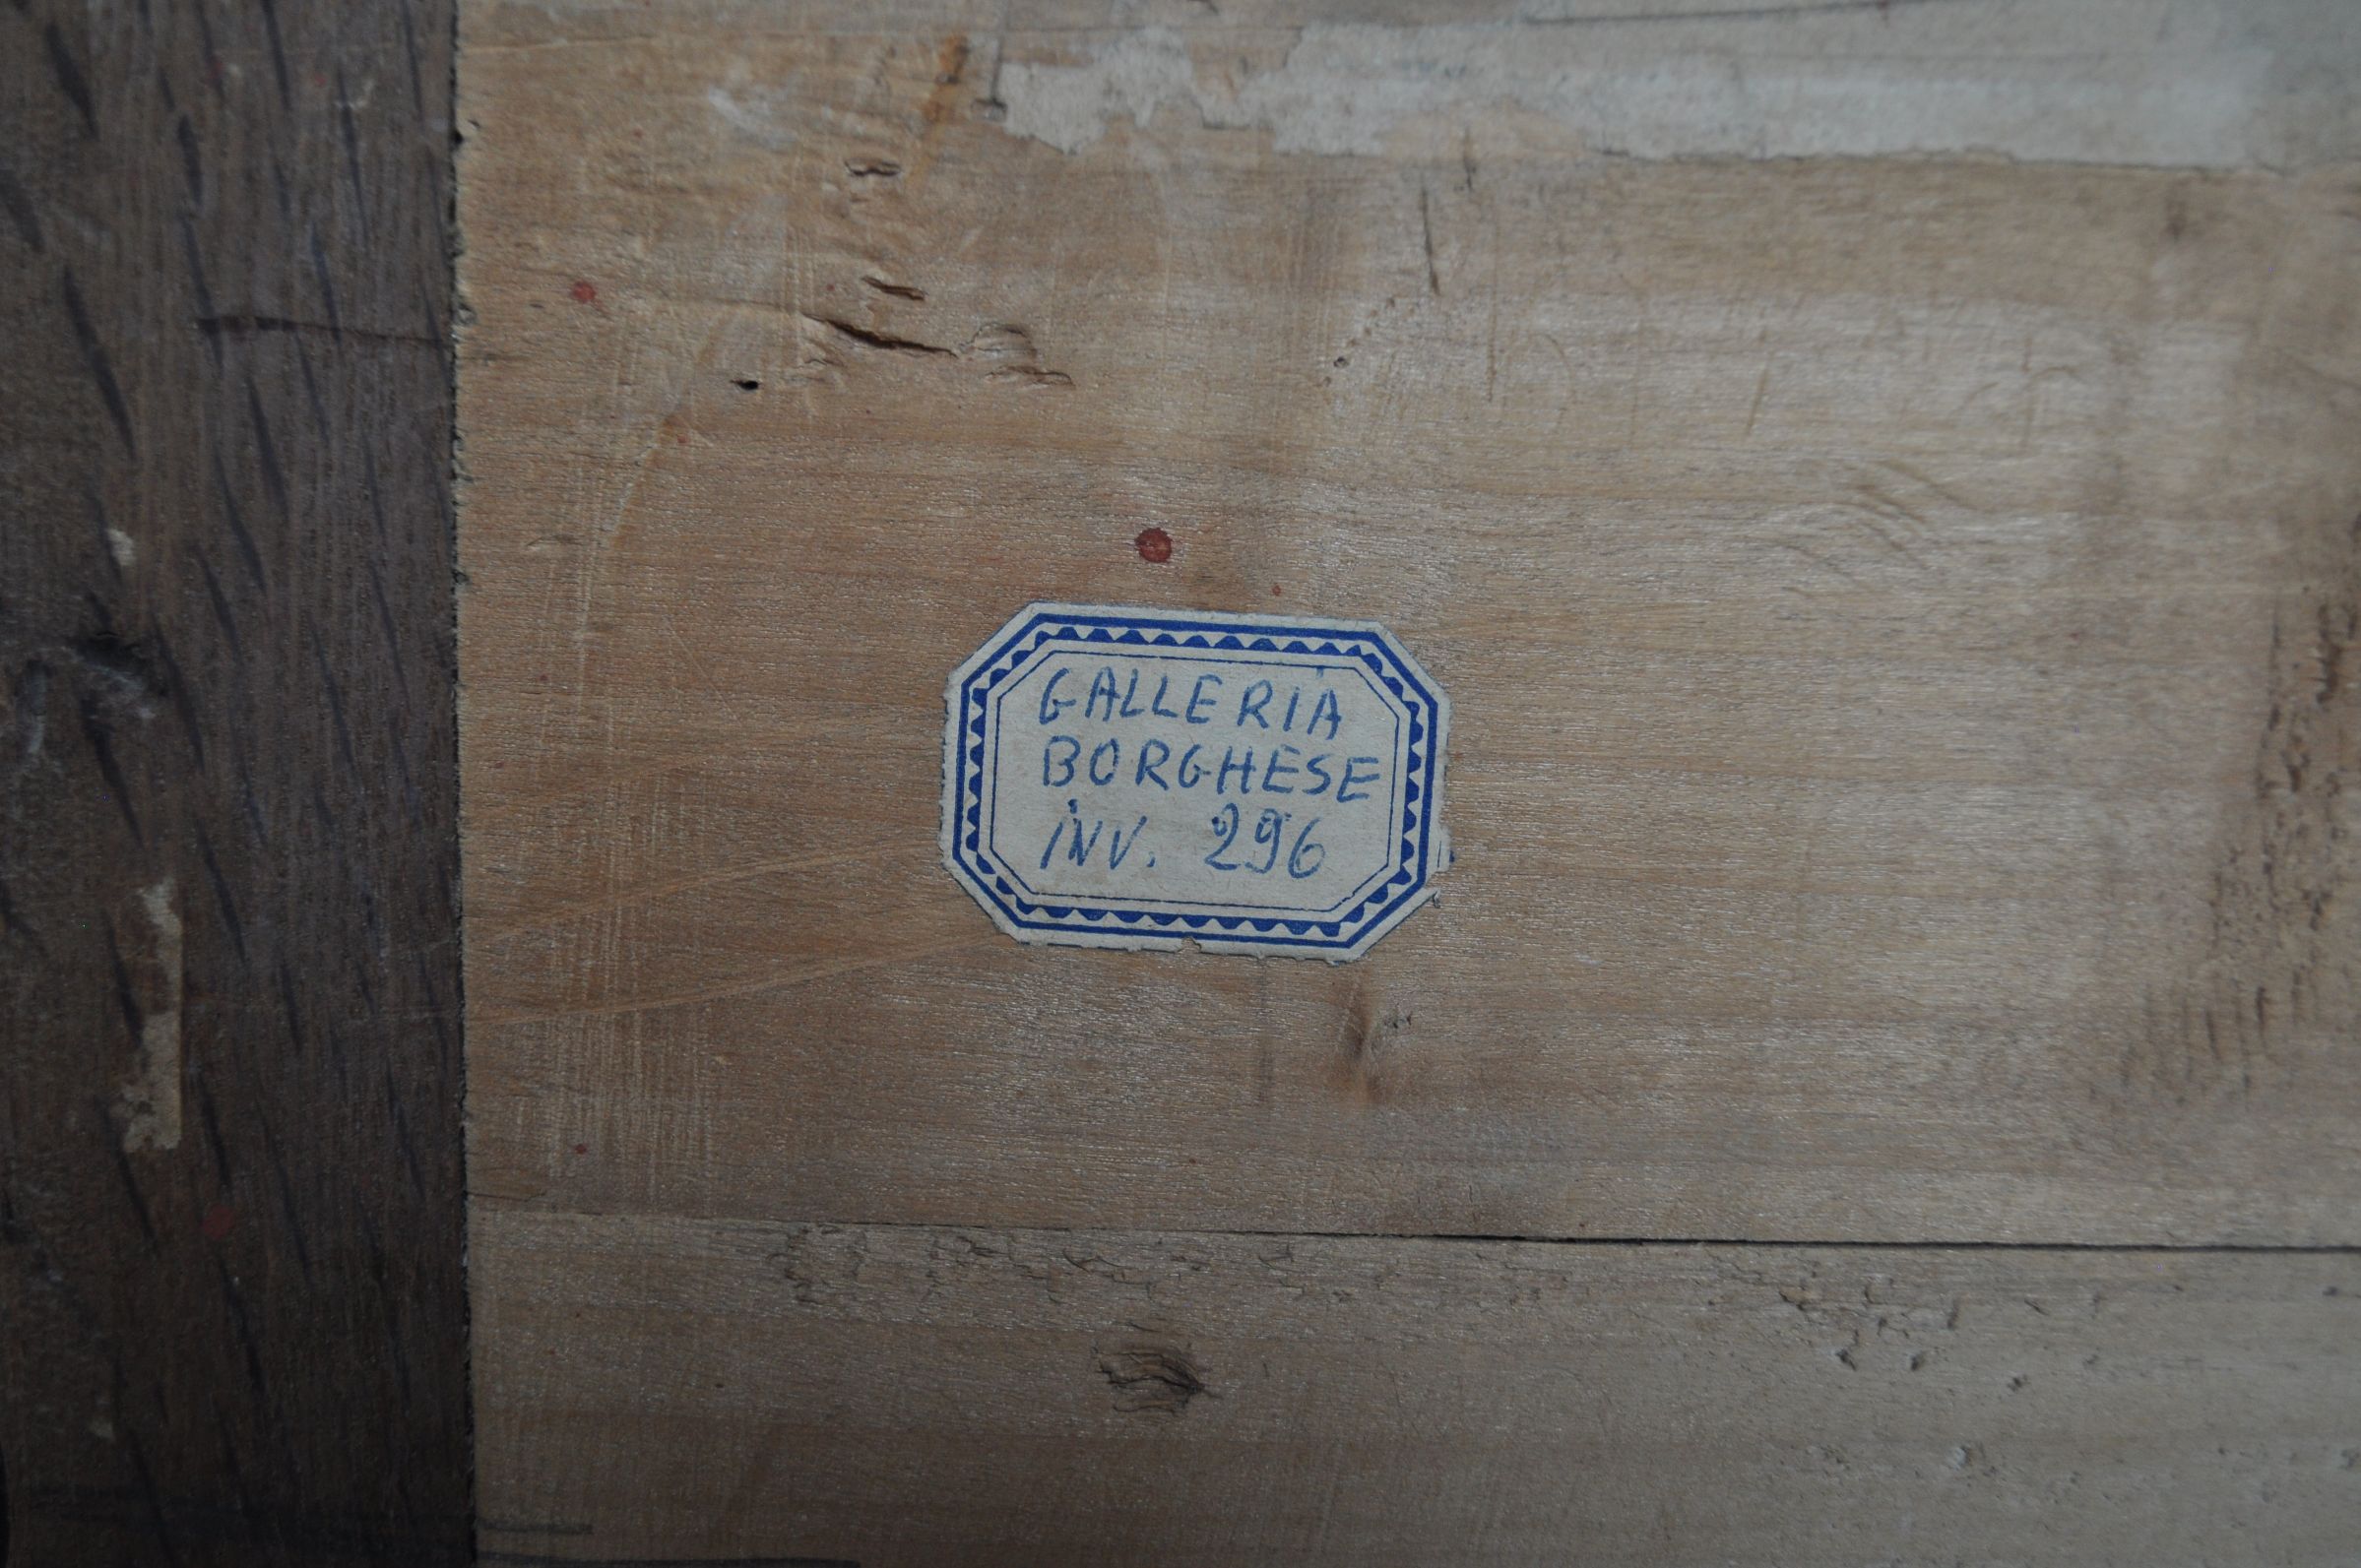 GALLERIA
BORGHESE
INV. 296